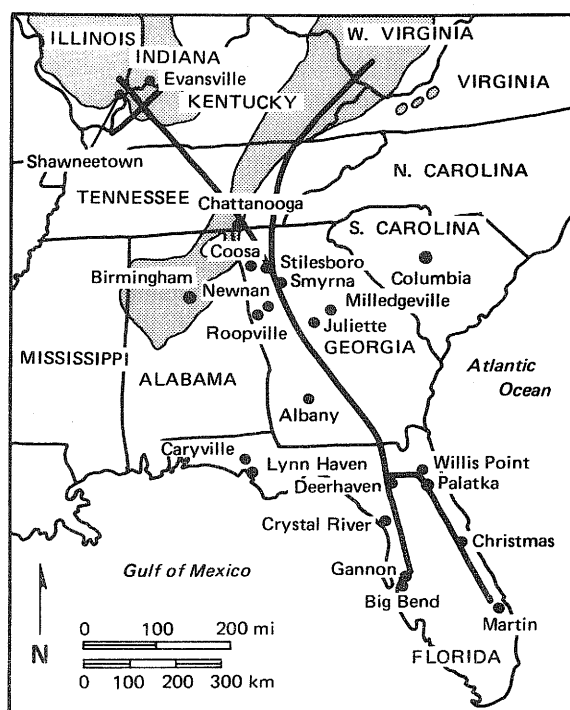 ILLINOIS
W. VIRGINIA
INDIANA
Evansville
VIRGINIA
KENTUCKY
Shawneetown
N. CAROLINA
TENNESSEE
Chattanooga
S. CAROLINA
Coosa
Stilesboro
Birmingham
Smyrna
Columbia
Newnan
Milledgeville
Roopville
Juliette
GEORGIA
MISSISSIPPI
Atlantic
Ocean
ALABAMA
Albany
Caryville
Lynn Haven
Willis Point
Deerhaven
Palatka
Crystal River
Christmas
Gulf of Mexico
Gannon
Big Bend
Martin
0 100 200 mi
FLORIDA
N
0 100 200 300 km